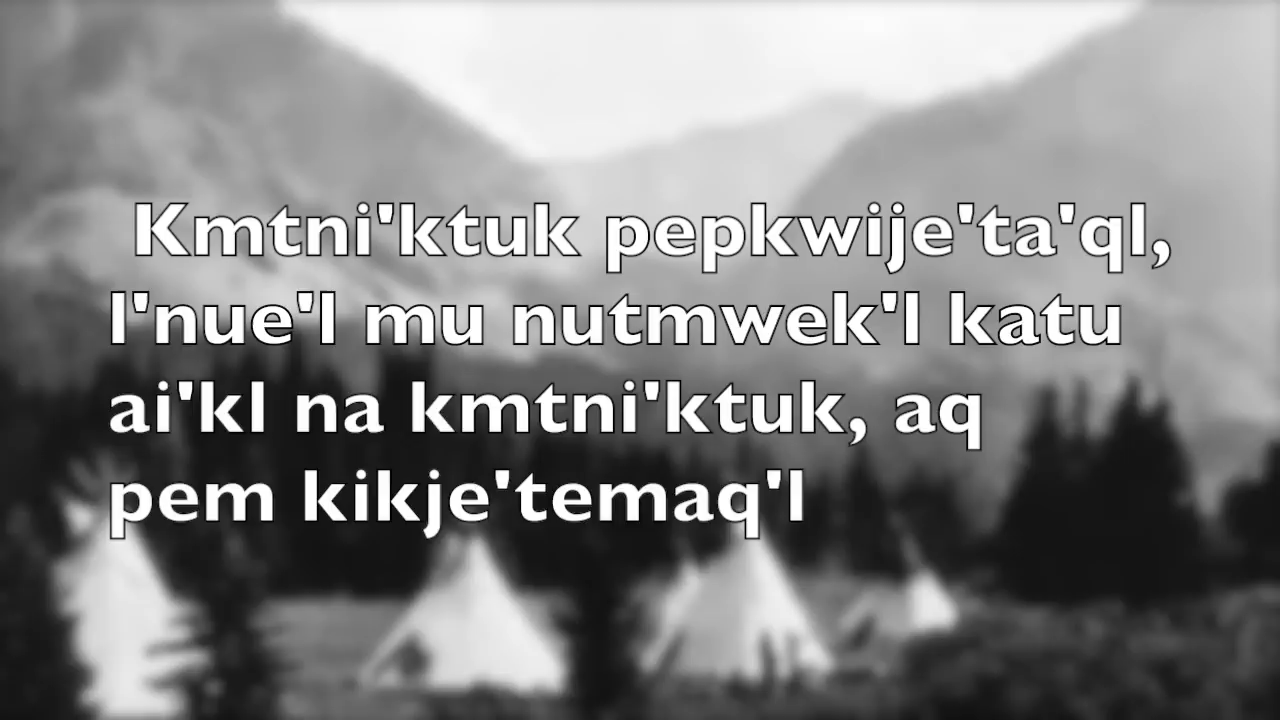 Kmtni'ktuk pepkwije'ta'ql,
l'nue'l mu nutmwek'l katu
ai'kl na kmtni'ktuk, aq
pem kikje'temaq'l